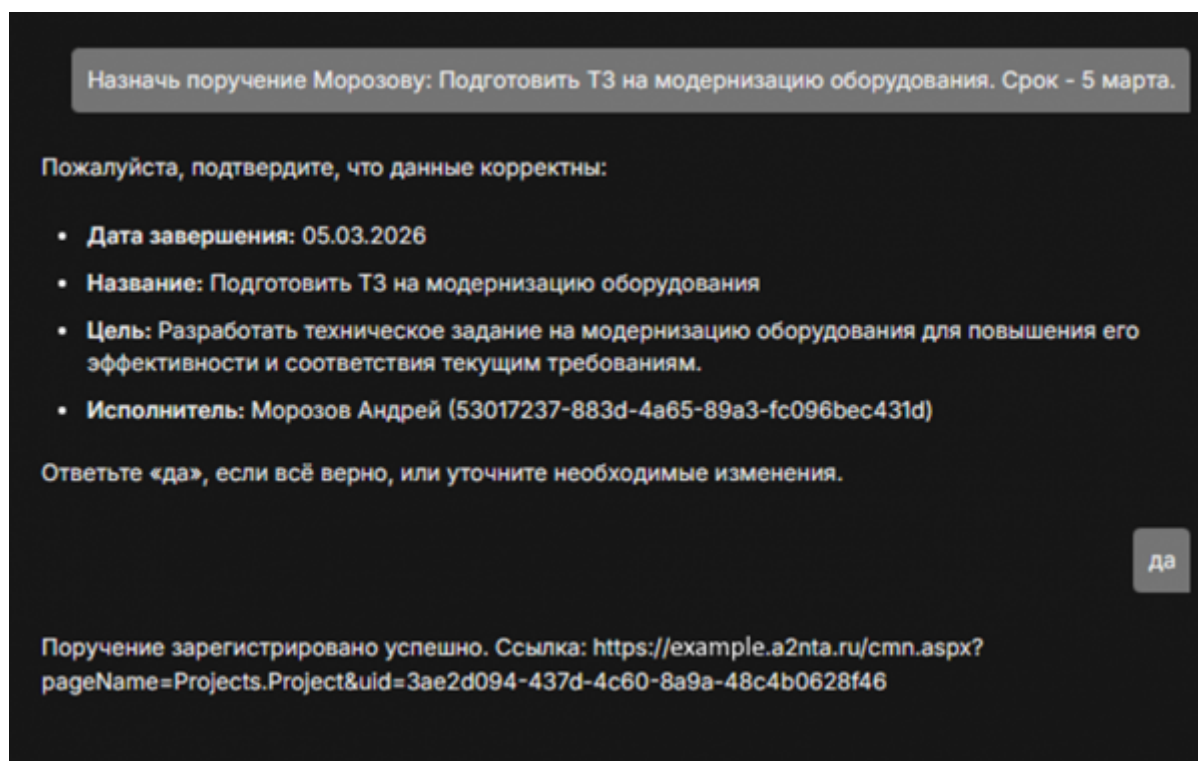 Назначь поручение Морозову: Подготовить ТЗ на модернизацию оборудования. Срок - 5 марта.
Пожалуйста, подтвердите, что данные корректны:
• Дата завершения: 05.03.2026
• Название: Подготовить ТЗ на модернизацию оборудования
• Цель: Разработать техническое задание на модернизацию оборудования для повышения его
эффективности и соответствия текущим требованиям.
• Исполнитель: Морозов Андрей (53017237-883d-4a65-89a3-fc096bec431d)
Ответьте «да», если всё верно, или уточните необходимые изменения.
да
Поручение зарегистрировано успешно. Ссылка: https://example.a2nta.ru/cmn.aspx?
pageName=Projects.Project&uid=3ae2d094-437d-4c60-8a9a-48c4b0628f46